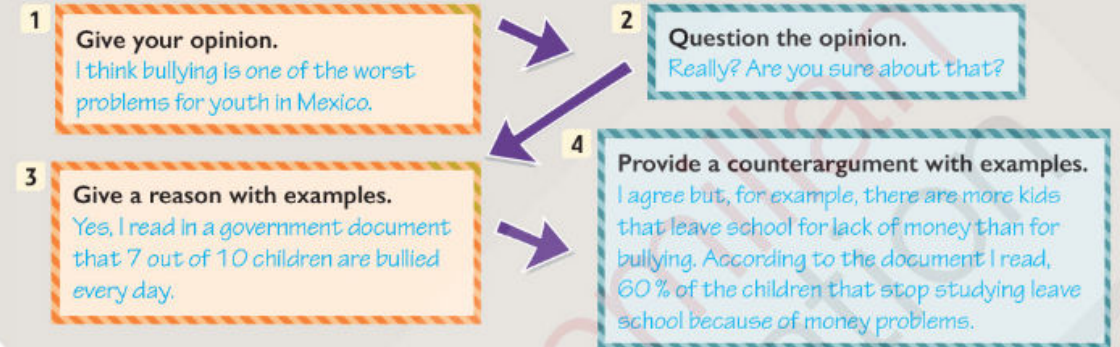 1
Give your opinion.
I think bullying is one of the worst
problems for youth in Mexico.
2
Question the opinion.
Really? Are you sure about that?
3
Give a reason with examples.
Yes, I read in a government document
that 7 out of 10 children are bullied
every day.
4
Provide a counterargument with examples.
I agree but, for example, there are more kids
that leave school for lack of money than for
bullying. According to the document I read,
60% of the children that stop studying leave
school because of money problems.